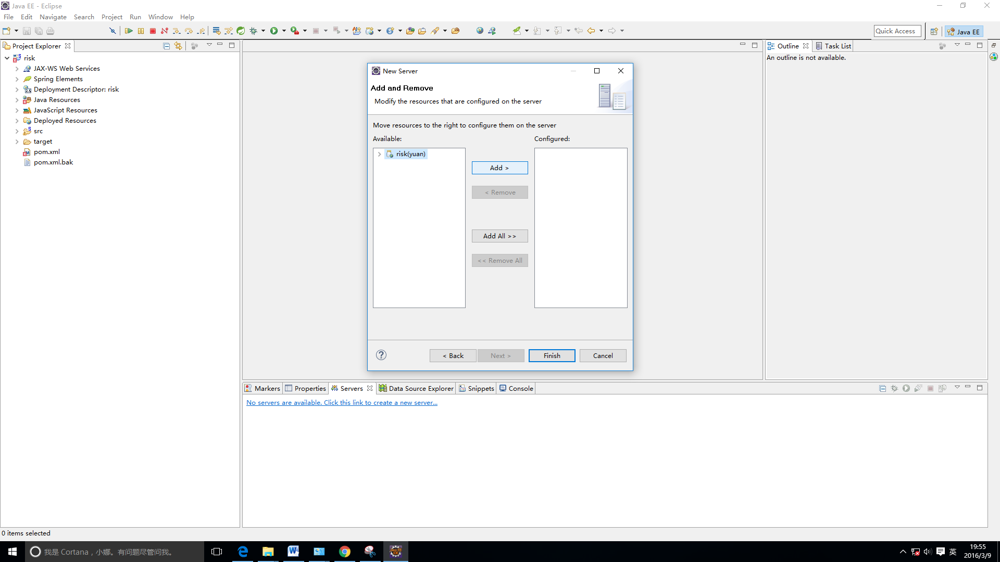 Java EE - Eclipse
File Edit Navigate Search Project Run Window Help
Quick Access
Java EE
Project Explorer
risk
JAX-WS Web Services
Spring Elements
Deployment Descriptor: risk
Java Resources
JavaScript Resources
Deployed Resources
src
target
pom.xml
pom.xml.bak
New Server
Add and Remove
Modify the resources that are configured on the server
Move resources to the right to configure them on the server
Available: Configured:
risk(yuan)
Add >
< Remove
Add All >>
<< Remove All
< Back Next > Finish Cancel
Outline Task List
An outline is not available.
Markers Properties Servers Data Source Explorer Snippets Console
No servers are available. Click this link to create a new server...
0 items selected
我是 Cortana，小娜。有问题尽管问我。
英
19:55
2016/3/9